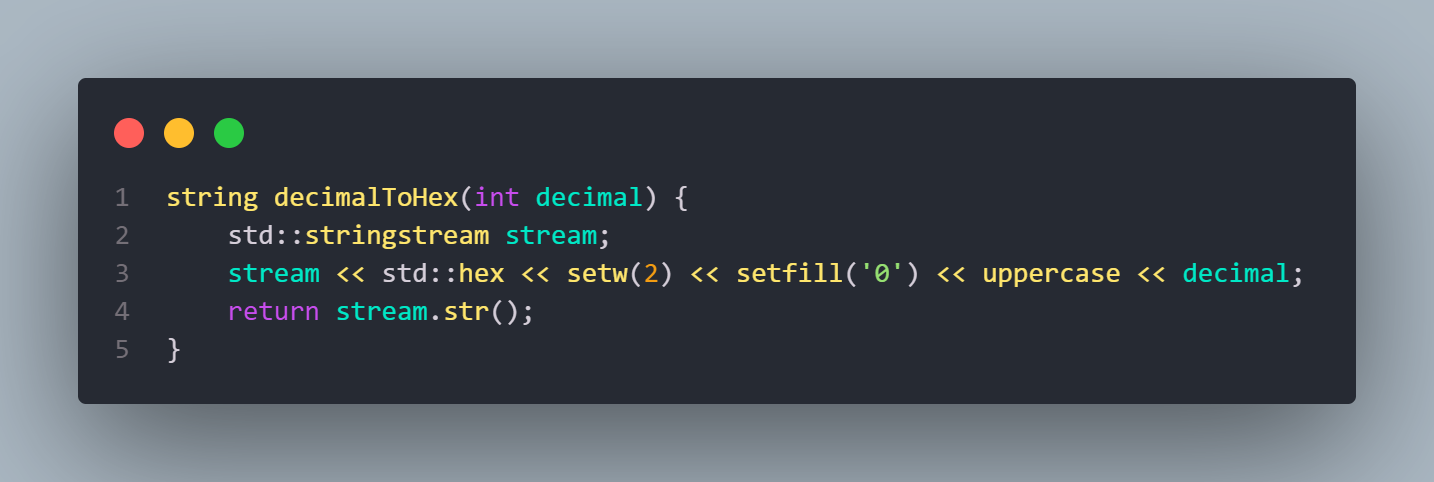 1 string decimalToHex(int decimal) {
2     std::stringstream stream;
3     stream << std::hex << setw(2) << setfill('0') << uppercase << decimal;
4     return stream.str();
5 }